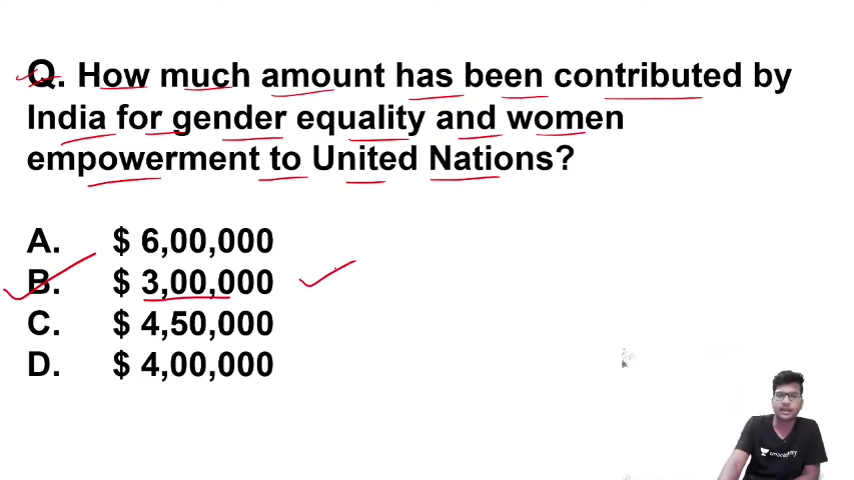 Q. How much amount has been contributed by
India for gender equality and women
empowerment to United Nations?
A. $ 6,00,000
B. $ 3,00,000
C. $ 4,50,000
D. $ 4,00,000
unacademy